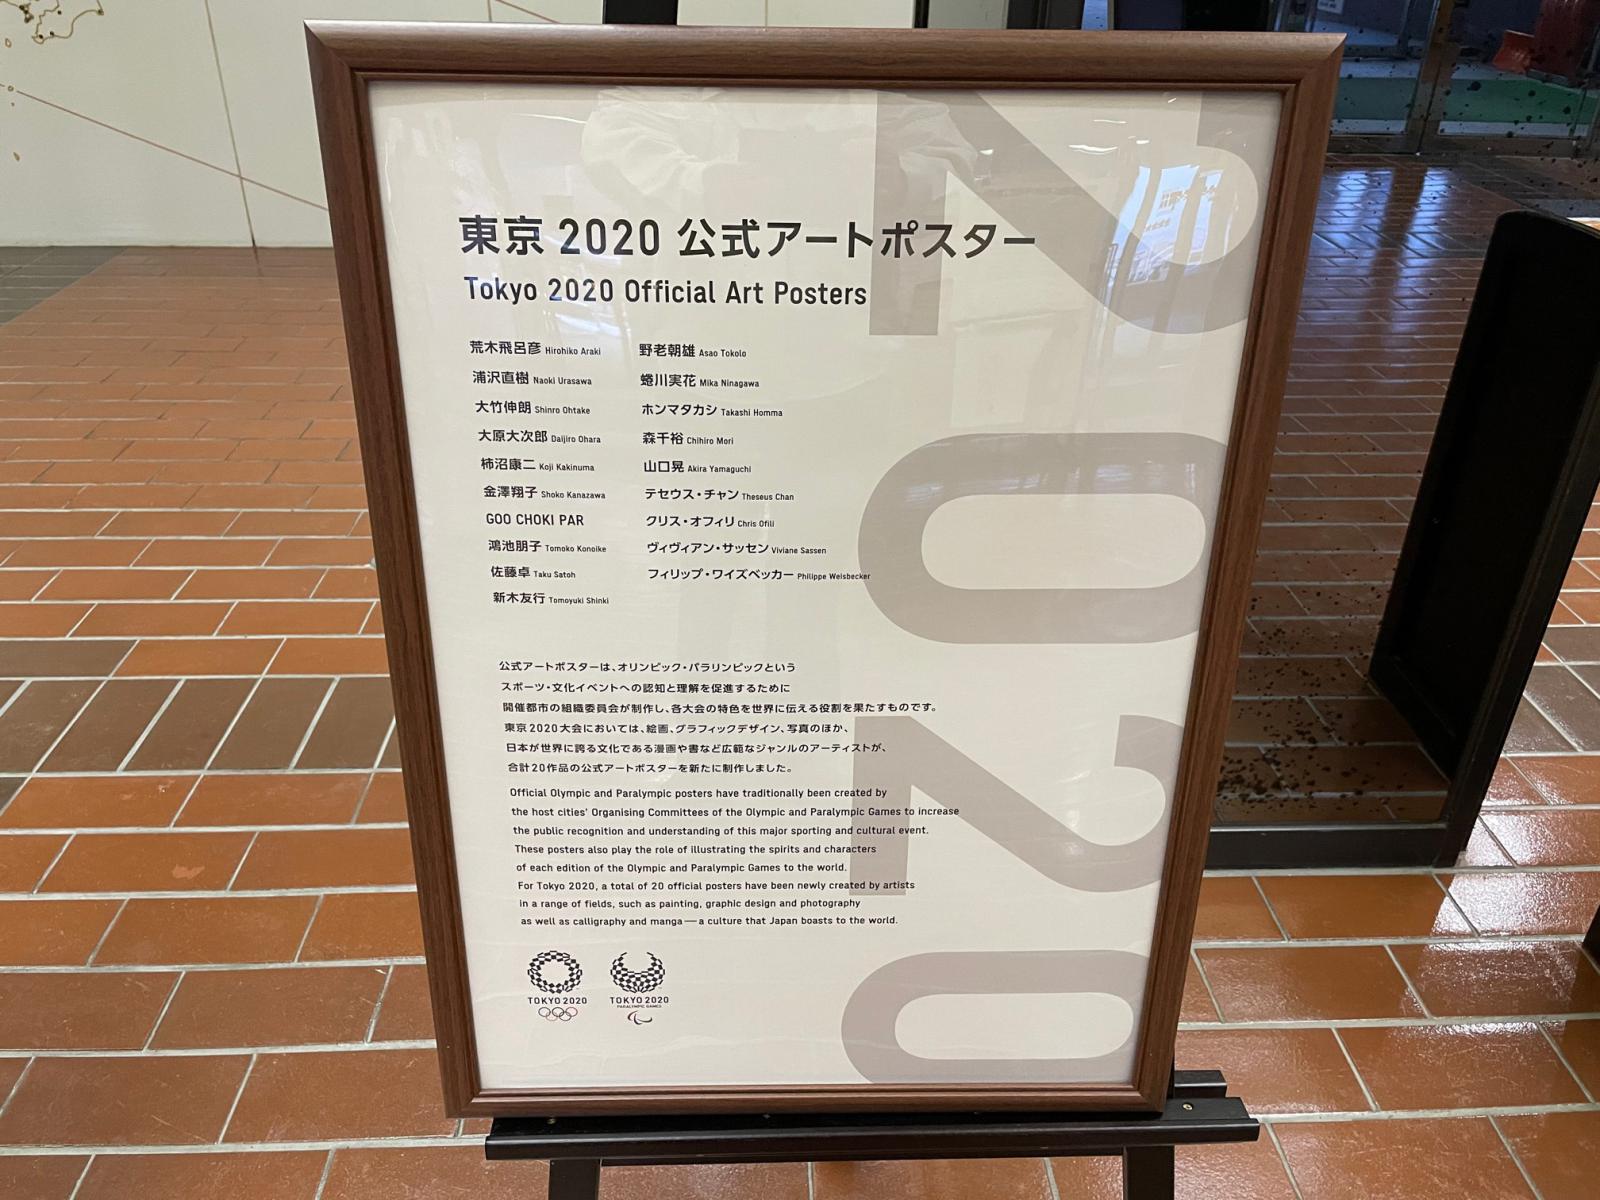 東京 2020 公式アートポスター
Tokyo 2020 Official Art Posters
荒木飛呂彦 Hirohiko Araki
浦沢直樹 Naoki Urasawa
大竹伸朗 Shinro Ohtake
大原大次郎 Daijiro Ohara
柿沼康二 Koji Kakinuma
金澤翔子 Shoko Kanazawa
GOO CHOKI PAR
鴻池朋子 Tomoko Konoike
佐藤卓 Taku Satoh
新木友行 Tomoyuki Shinki
野老朝雄 Asao Tokolo
蜷川実花 Mika Ninagawa
ホンマタカシ Takashi Homma
森千裕 Chihiro Mori
山口晃 Akira Yamaguchi
テセウス・チャン Theseus Chan
クリス・オフィリ Chris Ofili
ヴィヴィアン・サッセン Viviane Sassen
フィリップ・ワイズベッカー Philippe Weisbecker
公式アートポスターは、オリンピック・パラリンピックという
スポーツ・文化イベントへの認知と理解を促進するために
開催都市の組織委員会が制作し、各大会の特色を世界に伝える役割を果たすものです。
東京2020大会においては、絵画、グラフィックデザイン、写真のほか、
日本が世界に誇る文化である漫画や書など広範なジャンルのアーティストが、
合計20作品の公式アートポスターを新たに制作しました。
Official Olympic and Paralympic posters have traditionally been created by
the host cities' Organising Committees of the Olympic and Paralympic Games to increase
the public recognition and understanding of this major sporting and cultural event.
These posters also play the role of illustrating the spirits and characters
of each edition of the Olympic and Paralympic Games to the world.
For Tokyo 2020, a total of 20 official posters have been newly created by artists
in a range of fields, such as painting, graphic design and photography
as well as calligraphy and manga — a culture that Japan boasts to the world.
TOKYO 2020
TOKYO 2020
PARALYMPIC GAMES
2020